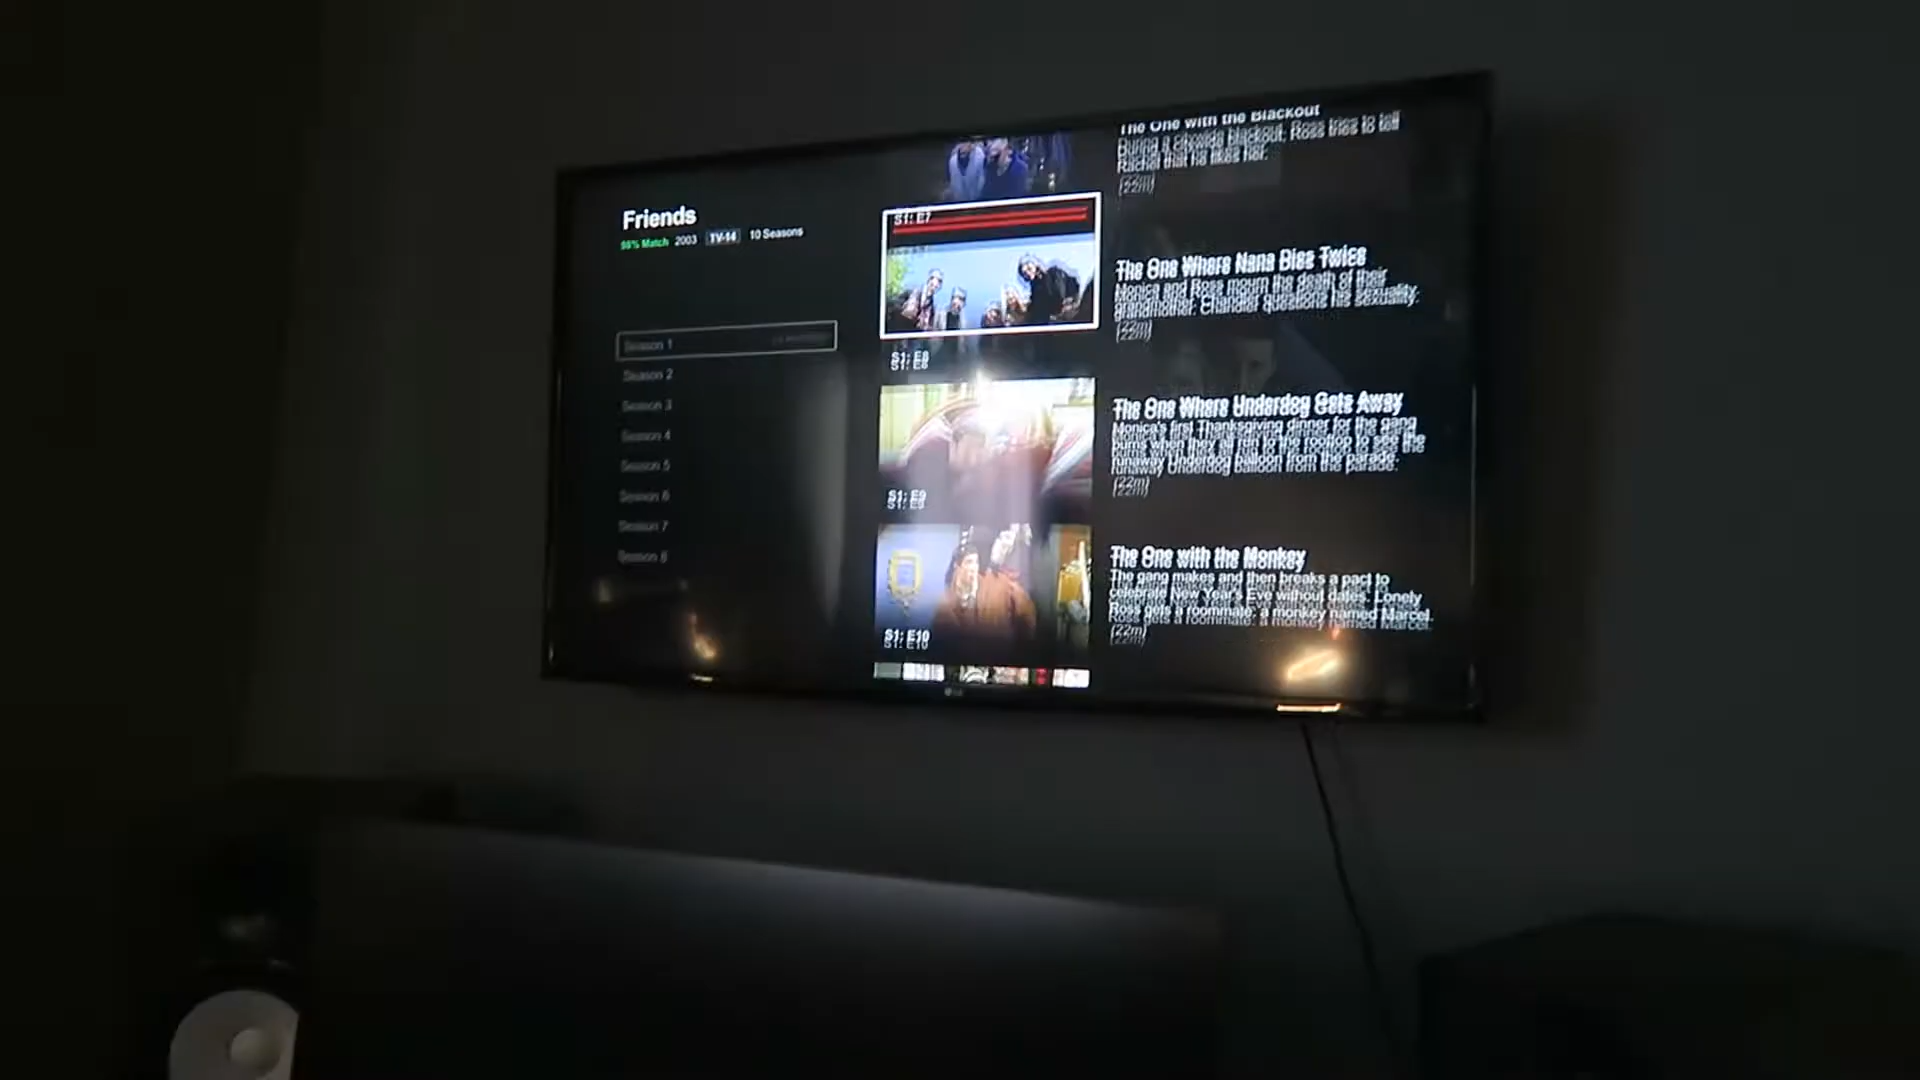 Friends
98% Match 2003 TV-14 10 Seasons
Season 1
Season 2
Season 3
Season 4
Season 5
Season 6
Season 7
Season 8
The One with the Blackout
During a citywide blackout, Ross tries to tell
Rachel that he likes her.
(22m)
S1: E7
The One Where Nana Dies Twice
Monica and Ross mourn the death of their
grandmother. Chandler questions his sexuality.
(22m)
S1: E8
The One Where Underdog Gets Away
Monica's first Thanksgiving dinner for the gang
burns when they all run to the rooftop to see the
runaway Underdog balloon from the parade.
(22m)
S1: E9
The One with the Monkey
The gang makes and then breaks a pact to
celebrate New Year's Eve without dates. Lonely
Ross gets a roommate: a monkey named Marcel.
(22m)
S1: E10
LG